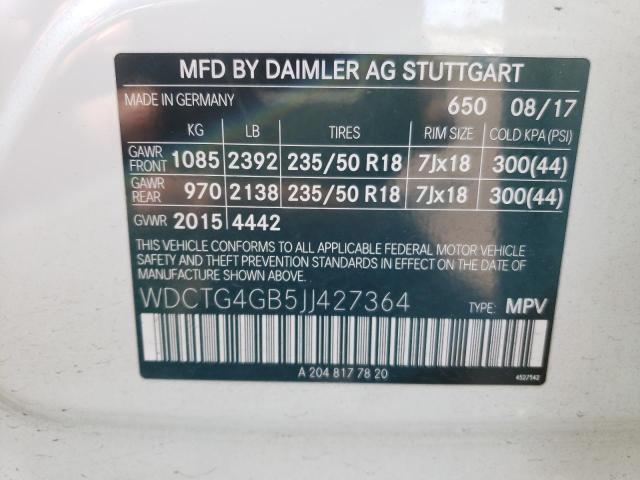 MFD BY DAIMLER AG STUTTGART
MADE IN GERMANY 650 08/17
KG LB TIRES RIM SIZE COLD KPA (PSI)
GAWR FRONT 1085 2392 235/50 R18 7Jx18 300(44)
GAWR REAR 970 2138 235/50 R18 7Jx18 300(44)
GVWR 2015 4442
THIS VEHICLE CONFORMS TO ALL APPLICABLE FEDERAL MOTOR VEHICLE
SAFETY AND THEFT PREVENTION STANDARDS IN EFFECT ON THE DATE
OF MANUFACTURE SHOWN ABOVE.
WDCTG4GB5JJ427364 TYPE: MPV
A 204 817 78 20 4527542